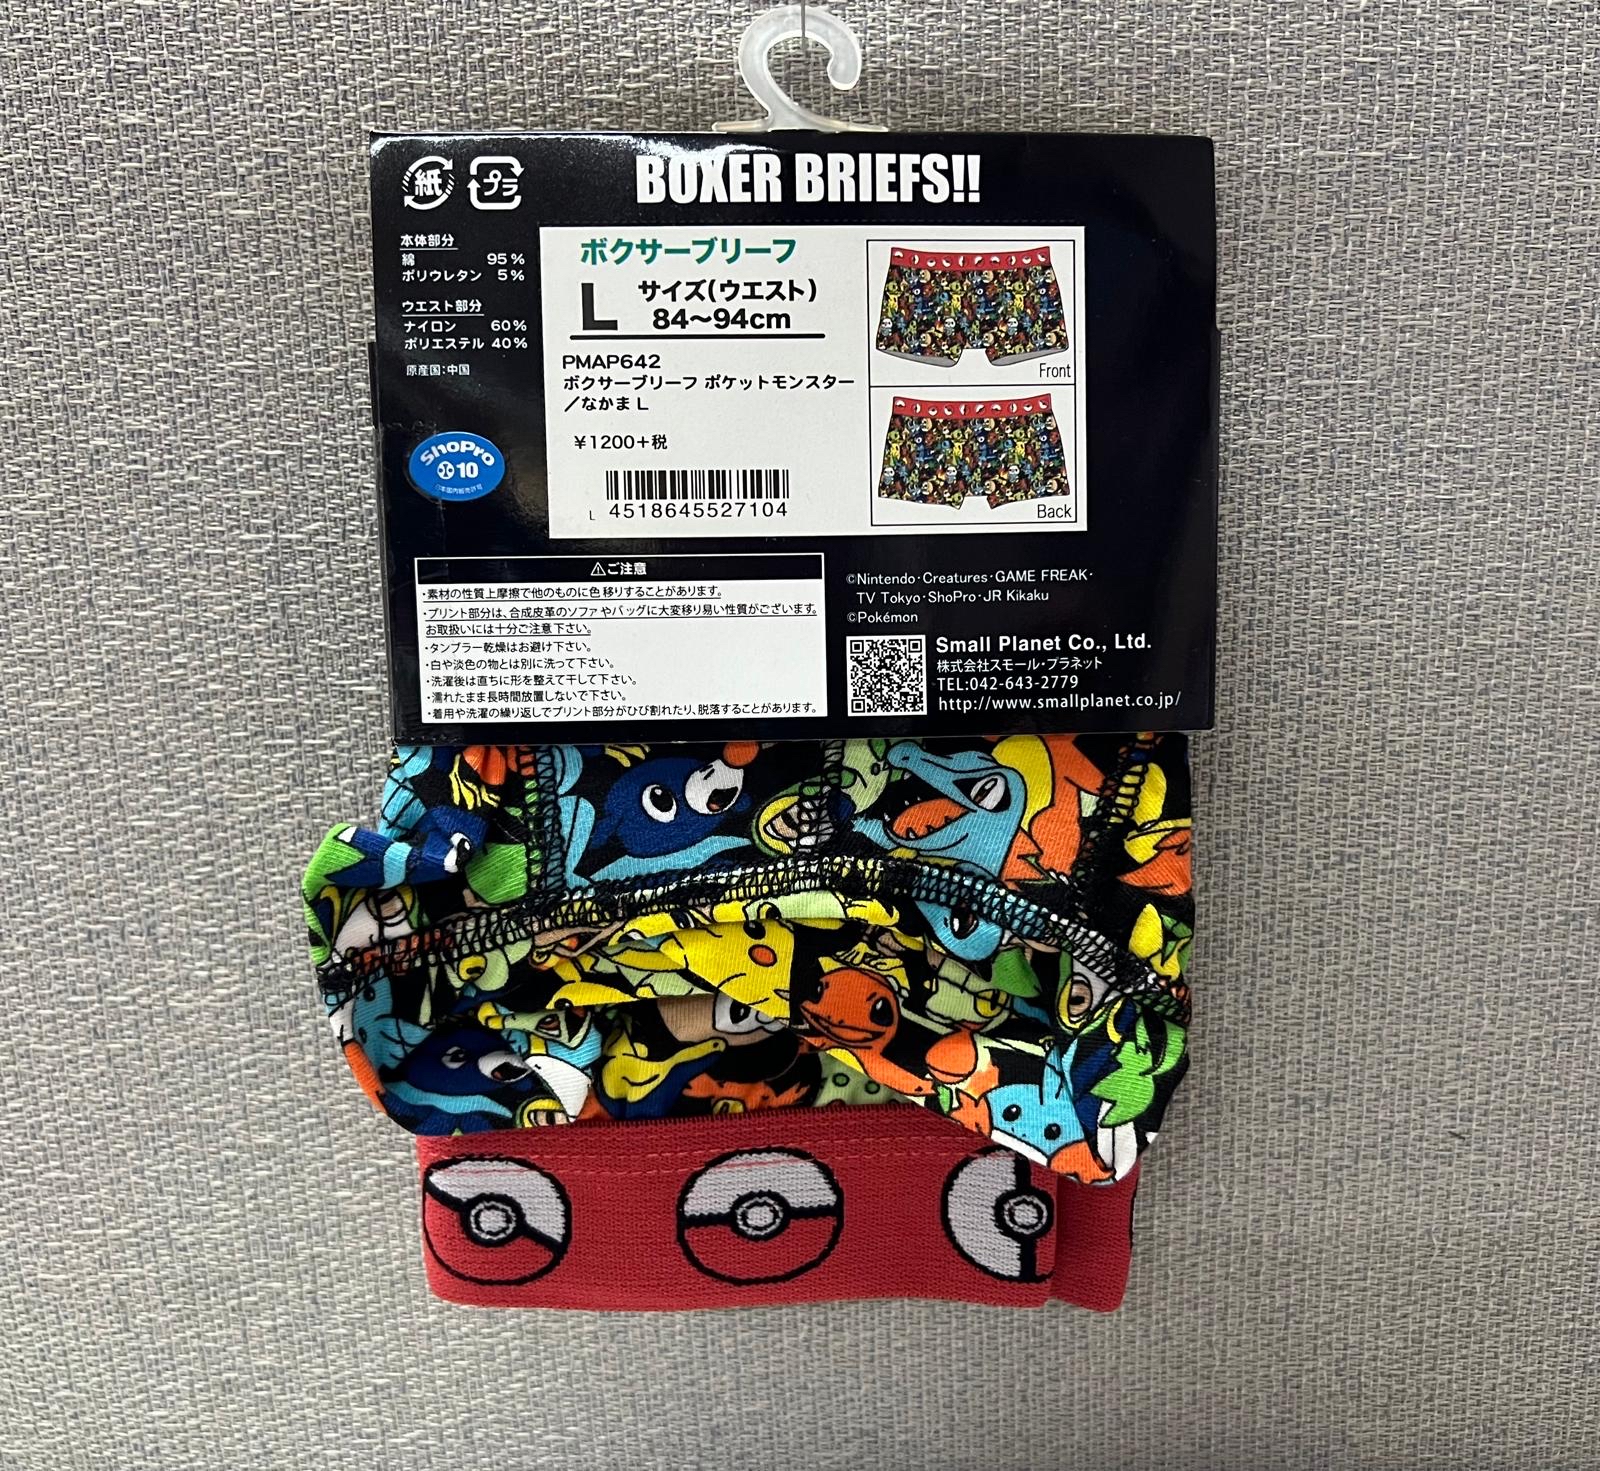 BOXER BRIEFS!!
紙
プラ
本体部分
綿 95%
ポリウレタン 5%
ウエスト部分
ナイロン 60%
ポリエステル 40%
原産国:中国
ShoPro
10
日本国内販売許可
ボクサーブリーフ
L サイズ(ウエスト)
84〜94cm
PMAP642
ボクサーブリーフ ポケットモンスター
/なかま L
¥1200+税
L 4518645527104
Front
Back
⚠ご注意
・素材の性質上摩擦で他のものに色移りすることがあります。
・プリント部分は、合成皮革のソファやバッグに大変移り易い性質がございます。
お取扱いには十分ご注意下さい。
・タンブラー乾燥はお避け下さい。
・白や淡色の物とは別に洗って下さい。
・洗濯後は直ちに形を整えて干して下さい。
・濡れたまま長時間放置しないで下さい。
・着用や洗濯の繰り返しでプリント部分がひび割れたり、脱落することがあります。
©Nintendo・Creatures・GAME FREAK・
TV Tokyo・ShoPro・JR Kikaku
©Pokémon
Small Planet Co., Ltd.
株式会社スモール・プラネット
TEL:042-643-2779
http://www.smallplanet.co.jp/